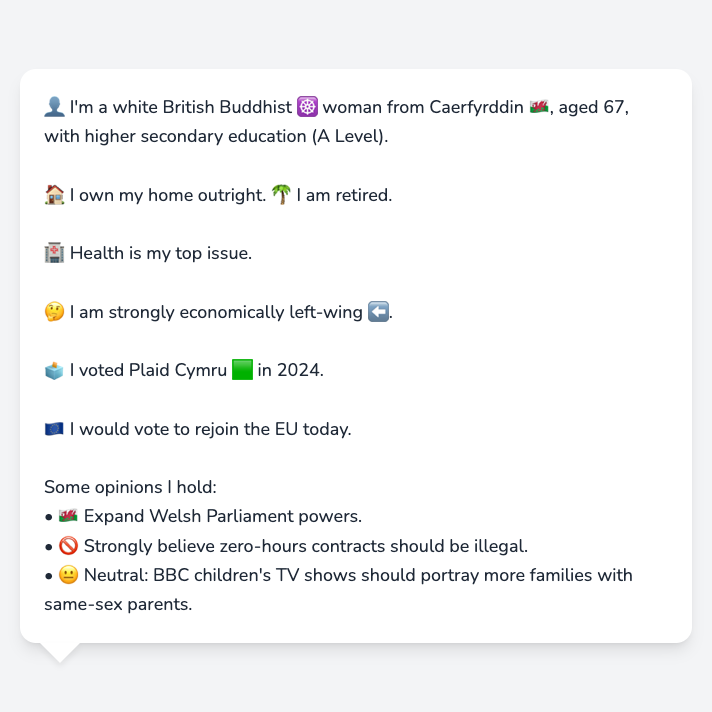 👤 I'm a white British Buddhist ☸️ woman from Caerfyrddin 🏴󠁧󠁢󠁷󠁬󠁳󠁿, aged 67,
with higher secondary education (A Level).
🏠 I own my home outright. 🌴 I am retired.
🏥 Health is my top issue.
🤔 I am strongly economically left-wing ⬅️.
🗳️ I voted Plaid Cymru 🟩 in 2024.
🇪🇺 I would vote to rejoin the EU today.
Some opinions I hold:
• 🏴󠁧󠁢󠁷󠁬󠁳󠁿 Expand Welsh Parliament powers.
• 🚫 Strongly believe zero-hours contracts should be illegal.
• 😐 Neutral: BBC children's TV shows should portray more families with
same-sex parents.